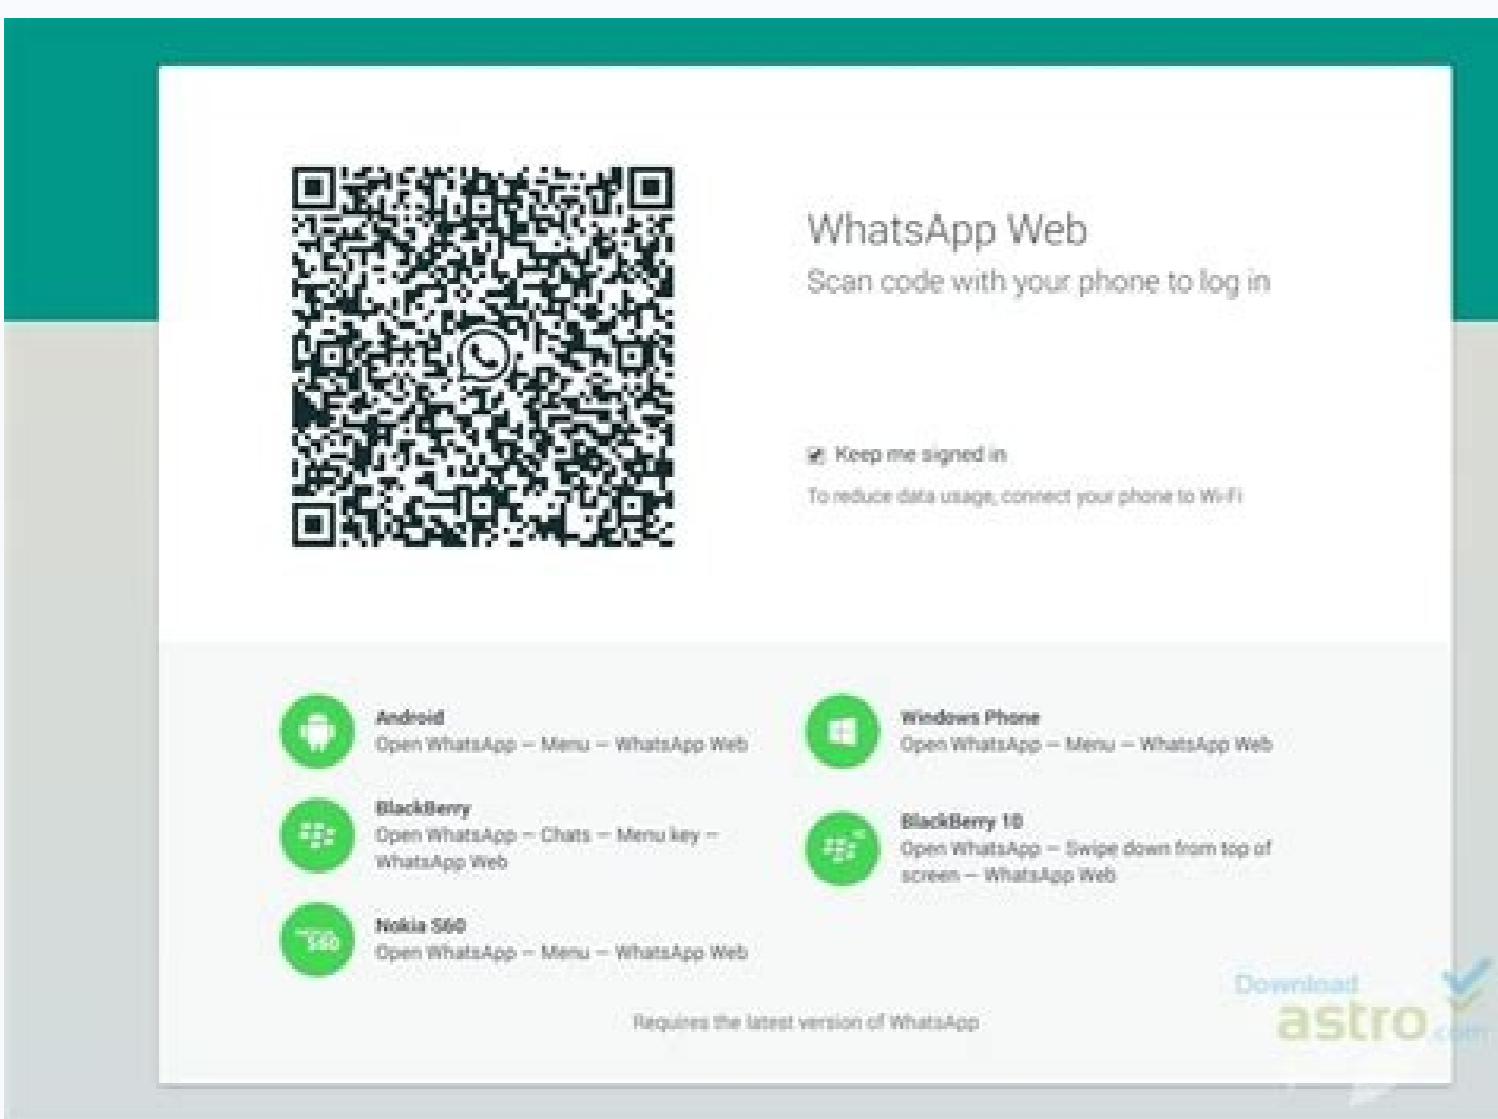 WhatsApp Web
Scan code with your phone to log in
Keep me signed in
To reduce data usage, connect your phone to Wi-Fi
Android
Open WhatsApp – Menu – WhatsApp Web
BlackBerry
Open WhatsApp – Chats – Menu key –
WhatsApp Web
Nokia S60
Open WhatsApp – Menu – WhatsApp Web
Windows Phone
Open WhatsApp – Menu – WhatsApp Web
BlackBerry 10
Open WhatsApp – Swipe down from top of
screen – WhatsApp Web
S60
Requires the latest version of WhatsApp
Download
astro.com